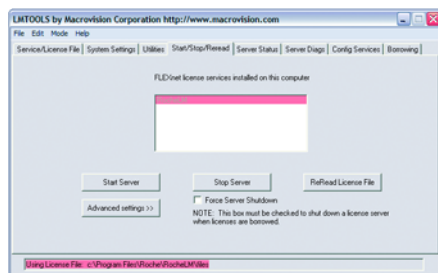 LMTOOLS by Macrovision Corporation http://www.macrovision.com
File Edit Mode Help
Service/License File System Settings Utilities Start/Stop/Reread Server Status Server Diags Config Services Borrowing
FLEXnet license services installed on this computer
Start Server Stop Server ReRead License File
Advanced settings >> Force Server Shutdown
NOTE: This box must be checked to shut down a license server
when licenses are borrowed.
Using License File: c:\Program Files\Roche\RocheLM\files